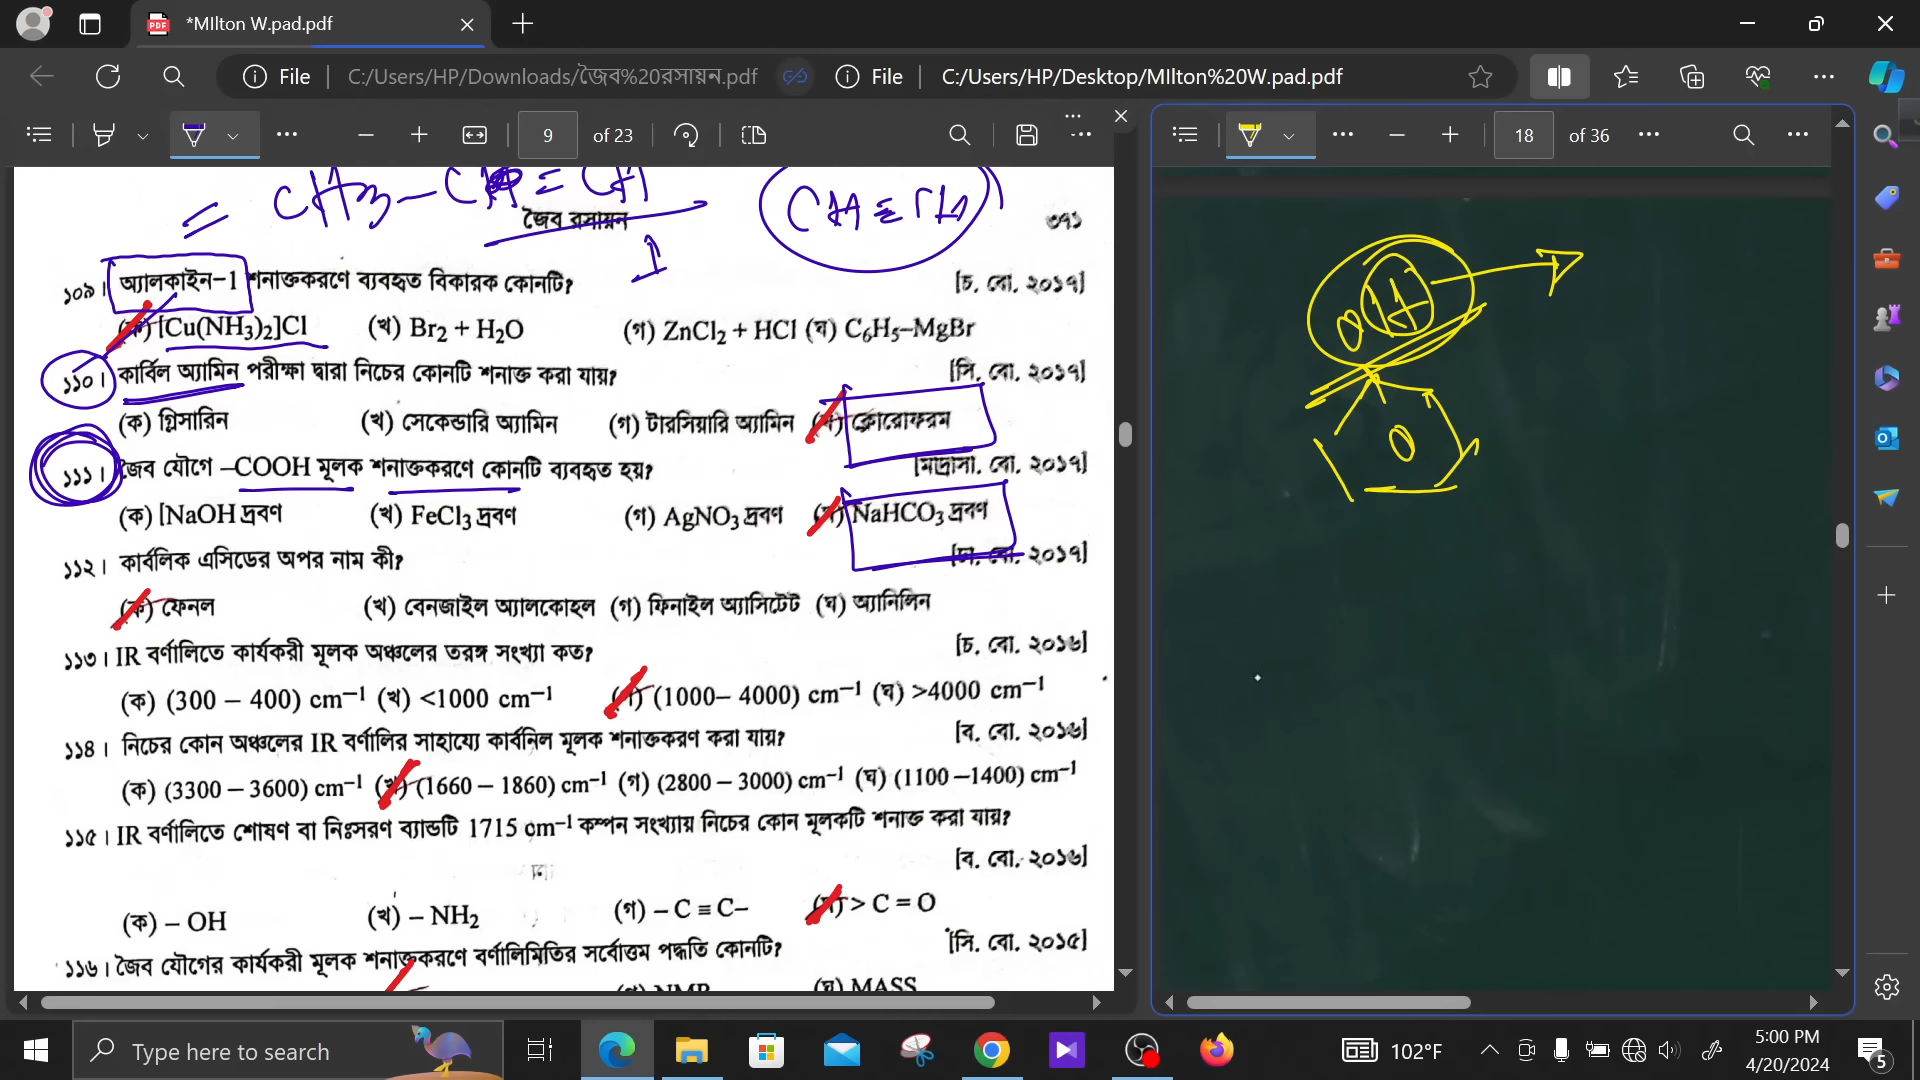 *MIlton W.pad.pdf
File C:/Users/HP/Downloads/জৈব%20রসায়ন.pdf File C:/Users/HP/Desktop/MIlton%20W.pad.pdf
9 of 23 18 of 36
= CH3 – C ≡ CH
CH ≡ CH
জৈব রসায়ন ৩৭১
১০৯। অ্যালকাইন–1 শনাক্তকরণে ব্যবহৃত বিকারক কোনটি? [চ. বো. ২০১৭]
(ক) [Cu(NH3)2]Cl (খ) Br2 + H2O (গ) ZnCl2 + HCl (ঘ) C6H5–MgBr
১১০। কার্বিল অ্যামিন পরীক্ষা দ্বারা নিচের কোনটি শনাক্ত করা যায়? [সি. বো. ২০১৭]
(ক) গ্লিসারিন (খ) সেকেন্ডারি অ্যামিন (গ) টারসিয়ারি অ্যামিন (ঘ) ক্লোরোফরম
১১১। জৈব যৌগে –COOH মূলক শনাক্তকরণে কোনটি ব্যবহৃত হয়? [মাদ্রাসা. বো. ২০১৭]
(ক) [NaOH দ্রবণ (খ) FeCl3 দ্রবণ (গ) AgNO3 দ্রবণ (ঘ) NaHCO3 দ্রবণ
১১২। কার্বলিক এসিডের অপর নাম কী? [ঢা. বো. ২০১৭]
(ক) ফেনল (খ) বেনজাইল অ্যালকোহল (গ) ফিনাইল অ্যাসিটেট (ঘ) অ্যানিলিন
১১৩। IR বর্ণালিতে কার্যকরী মূলক অঞ্চলের তরঙ্গ সংখ্যা কত? [চ. বো. ২০১৬]
(ক) (300 – 400) cm–1 (খ) <1000 cm–1 (গ) (1000– 4000) cm–1 (ঘ) >4000 cm–1
১১৪। নিচের কোন অঞ্চলের IR বর্ণালির সাহায্যে কার্বনিল মূলক শনাক্তকরণ করা যায়? [ব. বো. ২০১৬]
(ক) (3300 – 3600) cm–1 (খ) (1660 – 1860) cm–1 (গ) (2800 – 3000) cm–1 (ঘ) (1100 –1400) cm–1
১১৫। IR বর্ণালিতে শোষণ বা নিঃসরণ ব্যান্ডটি 1715 cm–1 কম্পন সংখ্যায় নিচের কোন মূলকটি শনাক্ত করা যায়?
[ব. বো. ২০১৬]
(ক) – OH (খ) – NH2 (গ) – C ≡ C– (ঘ) > C = O
১১৬। জৈব যৌগের কার্যকরী মূলক শনাক্তকরণে বর্ণালিমিতির সর্বোত্তম পদ্ধতি কোনটি? [সি. বো. ২০১৫]
(গ) NMR (ঘ) MASS
OH
Type here to search
102°F
5:00 PM
4/20/2024
5